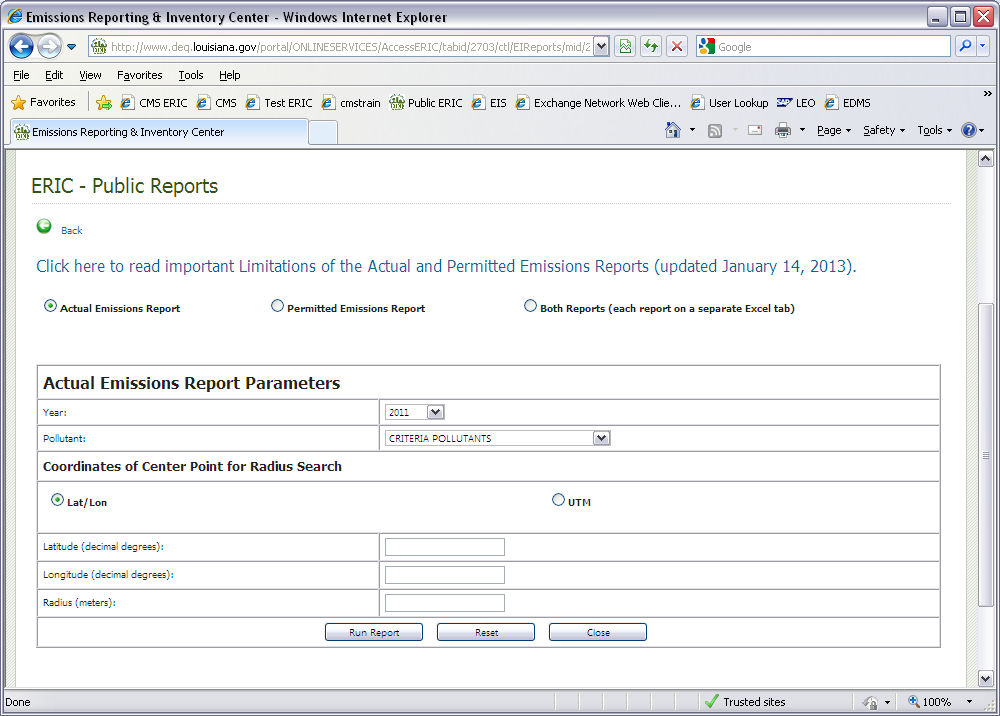 Emissions Reporting & Inventory Center - Windows Internet Explorer
http://www.deq.louisiana.gov/portal/ONLINESERVICES/AccessERIC/tabid/2703/ctl/EIReports/mid/2
Google
File Edit View Favorites Tools Help
Favorites CMS ERIC CMS Test ERIC cmstrain Public ERIC EIS Exchange Network Web Clie... User Lookup LEO EDMS »
Emissions Reporting & Inventory Center
Page Safety Tools
ERIC - Public Reports
Back
Click here to read important Limitations of the Actual and Permitted Emissions Reports (updated January 14, 2013).
Actual Emissions Report Permitted Emissions Report Both Reports (each report on a separate Excel tab)
Actual Emissions Report Parameters
Year: 2011
Pollutant: CRITERIA POLLUTANTS
Coordinates of Center Point for Radius Search
Lat/Lon UTM
Latitude (decimal degrees):
Longitude (decimal degrees):
Radius (meters):
Run Report Reset Close
Done Trusted sites 100%